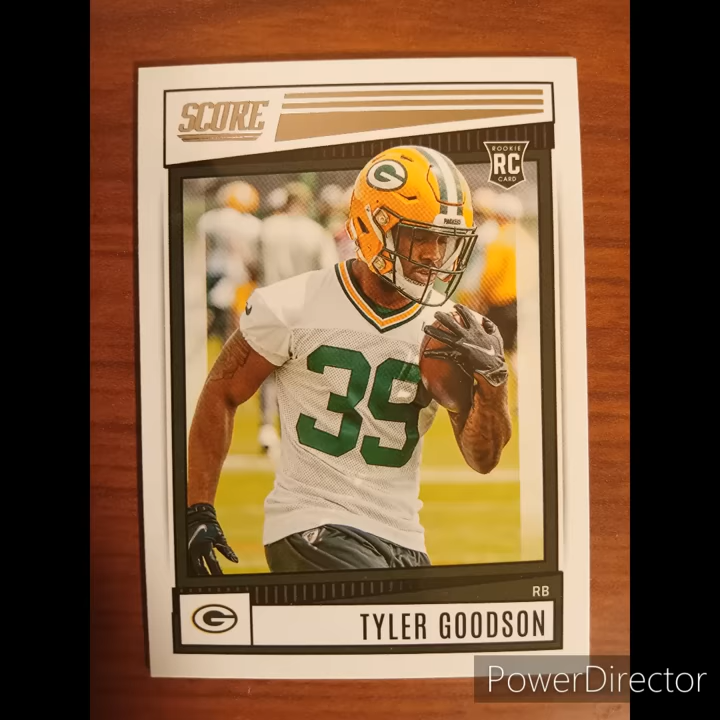 SCORE
ROOKIE
RC
CARD
G
39
RB
G
TYLER GOODSON
PowerDirector